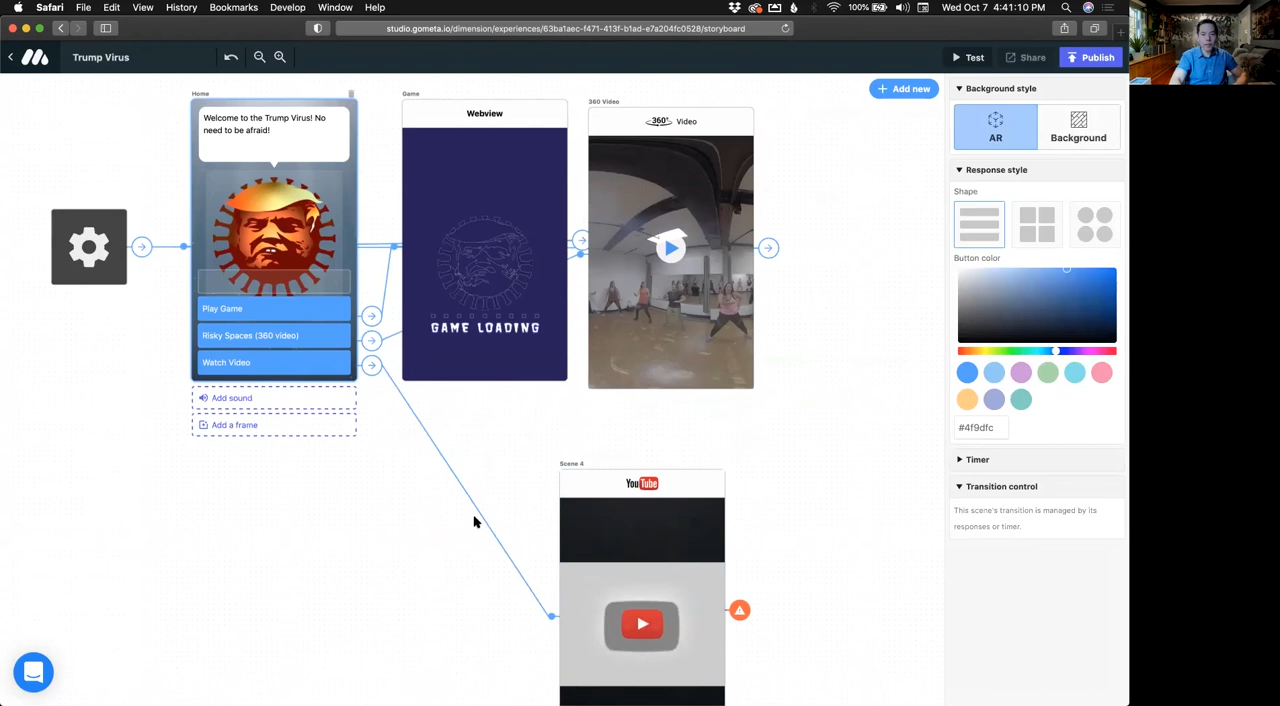 Safari File Edit View History Bookmarks Develop Window Help
100%
Wed Oct 7 4:41:10 PM
studio.gometa.io/dimension/experiences/63ba1aec-f471-413f-b1ad-e7a204fc0528/storyboard
Trump Virus
Test
Share
Publish
Add new
Home
Welcome to the Trump Virus! No
need to be afraid!
Play Game
Risky Spaces (360 video)
Watch Video
Add sound
Add a frame
Game
Webview
GAME LOADING
360 Video
360° Video
Scene 4
YouTube
Background style
AR
Background
Response style
Shape
Button color
#4f9dfc
Timer
Transition control
This scene's transition is managed by its
responses or timer.